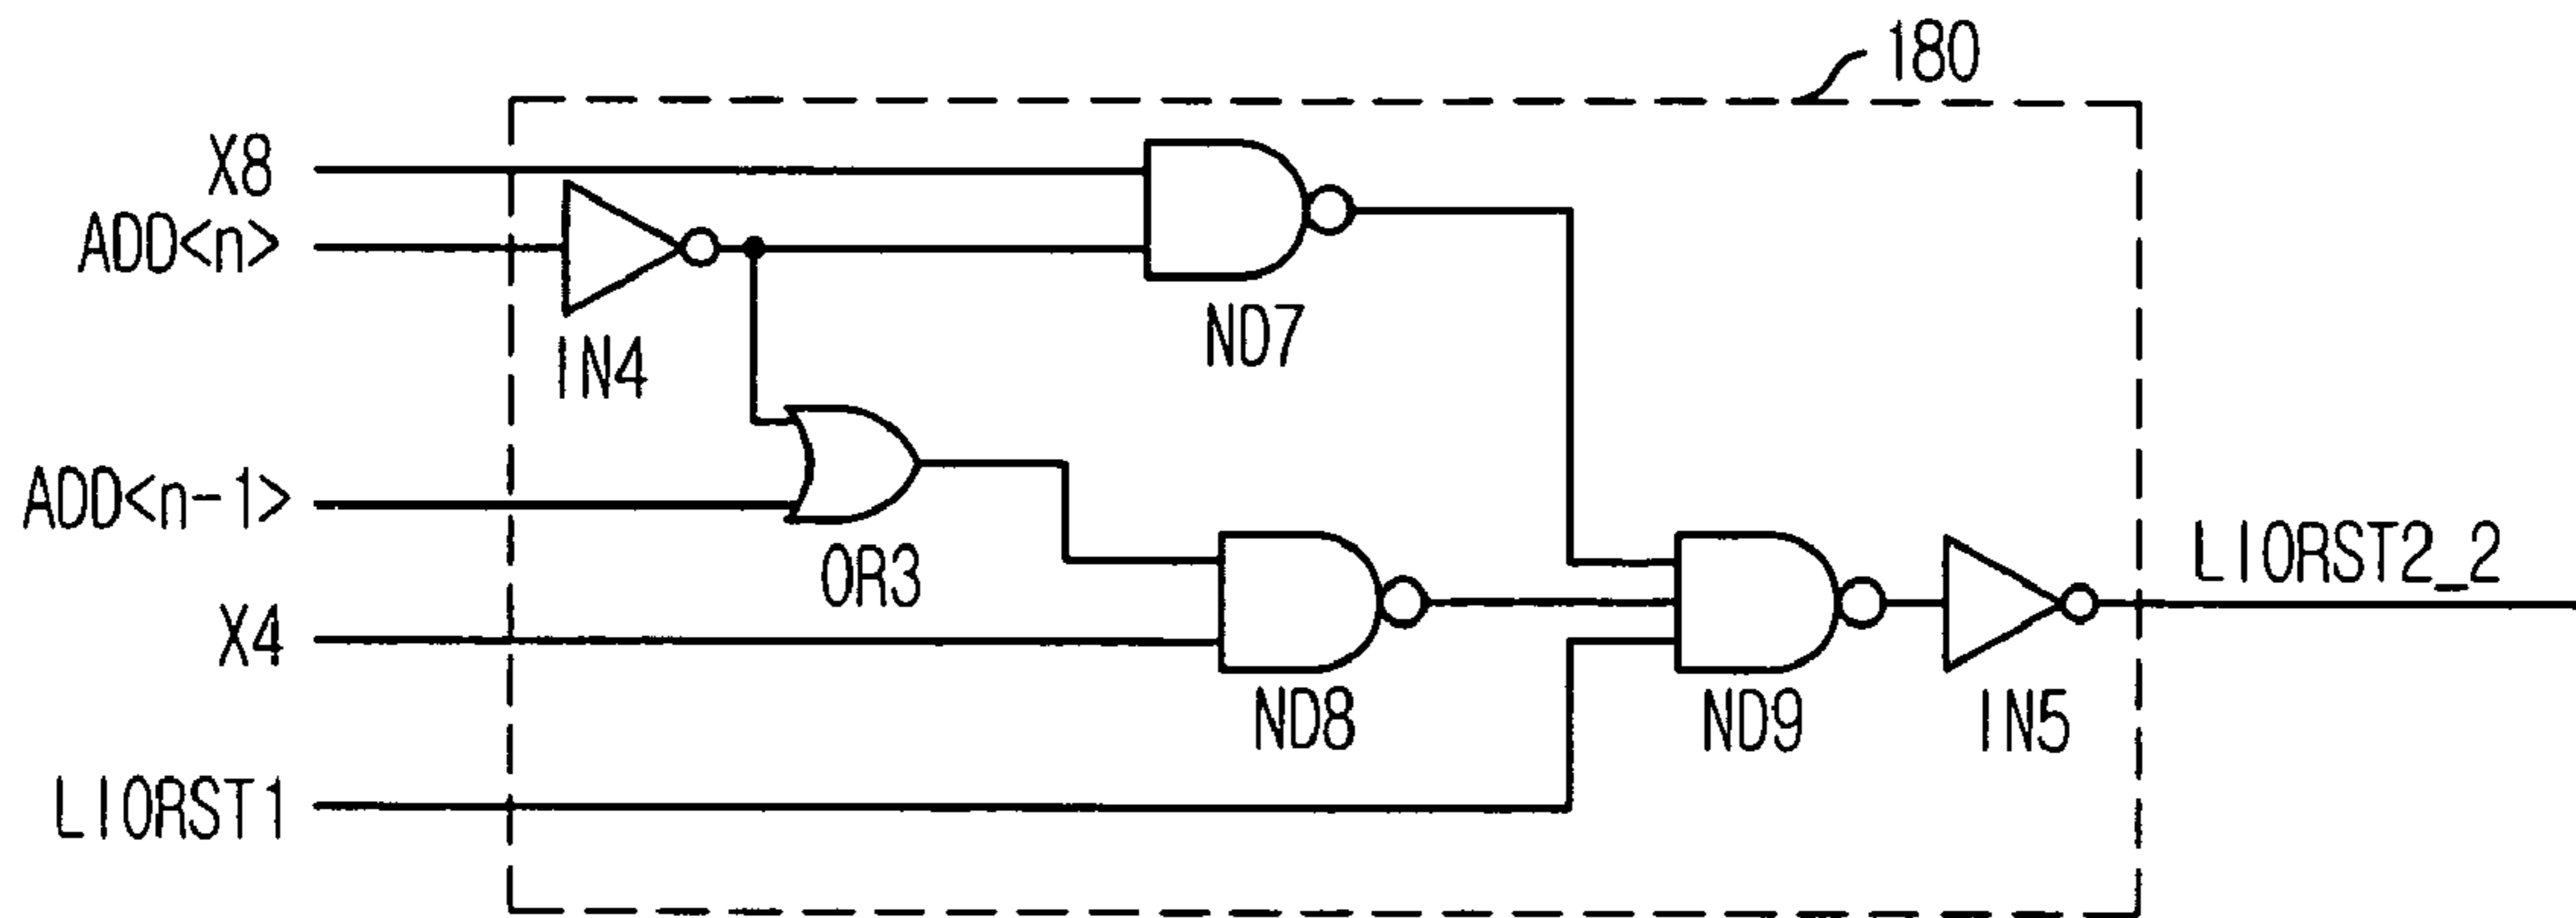 180
X8
ADD<n>
IN4
ND7
ADD<n-1>
OR3
X4
ND8
ND9
IN5
LIORST2_2
LIORST1